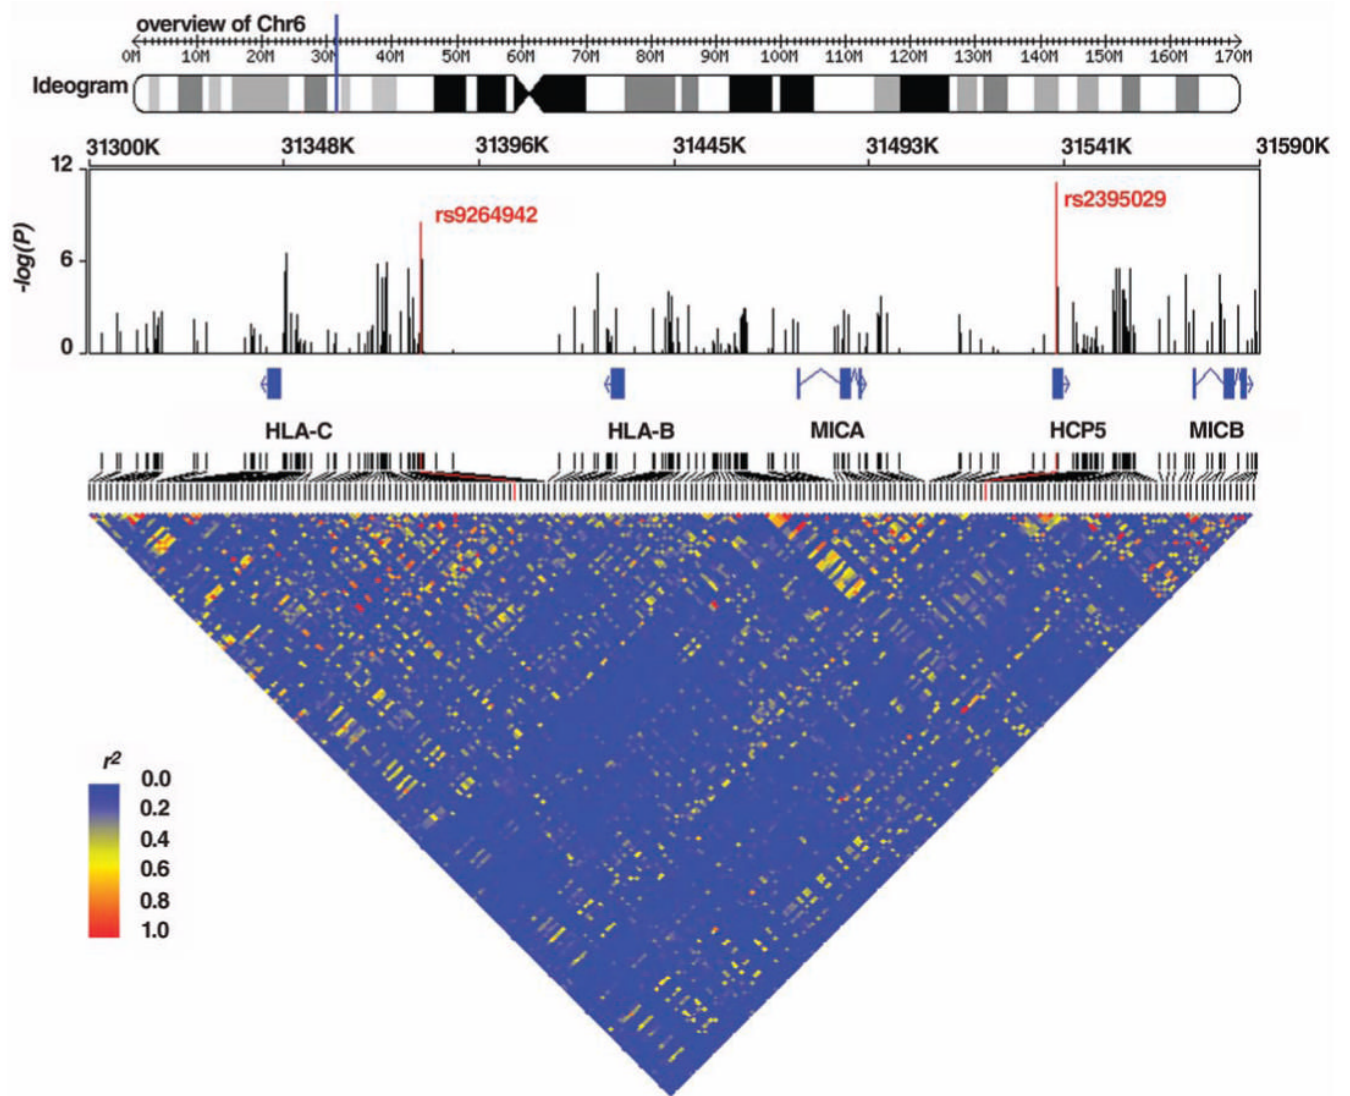 overview of Chr6
0M 10M 20M 30M 40M 50M 60M 70M 80M 90M 100M 110M 120M 130M 140M 150M 160M 170M
Ideogram
31300K 31348K 31396K 31445K 31493K 31541K 31590K
12
rs9264942
rs2395029
-log(P)
6
0
HLA-C HLA-B MICA HCP5 MICB
r2
0.0
0.2
0.4
0.6
0.8
1.0